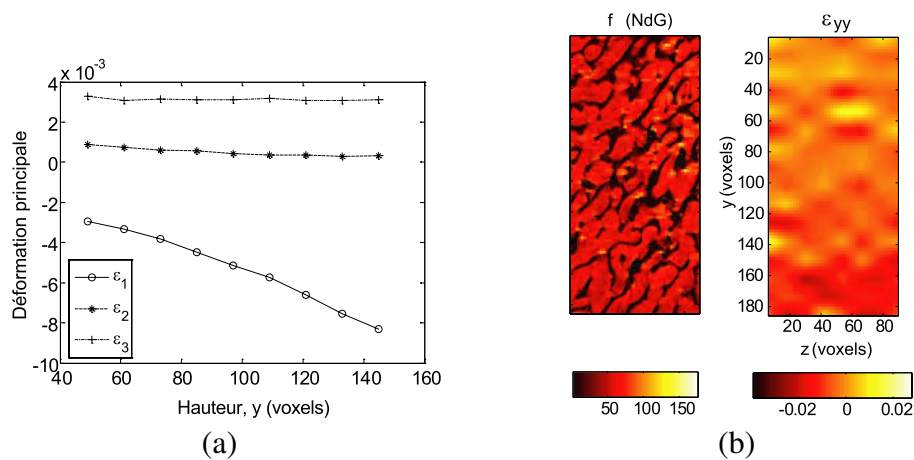 x 10⁻³
4
2
0
-2
-4
-6
-8
-10
40 60 80 100 120 140 160
Déformation principale
Hauteur, y (voxels)
ε₁
ε₂
ε₃
(a)
f (NdG)
50 100 150
ε_yy
20
40
60
80
100
120
140
160
180
y (voxels)
20 40 60 80
z (voxels)
-0.02 0 0.02
(b)